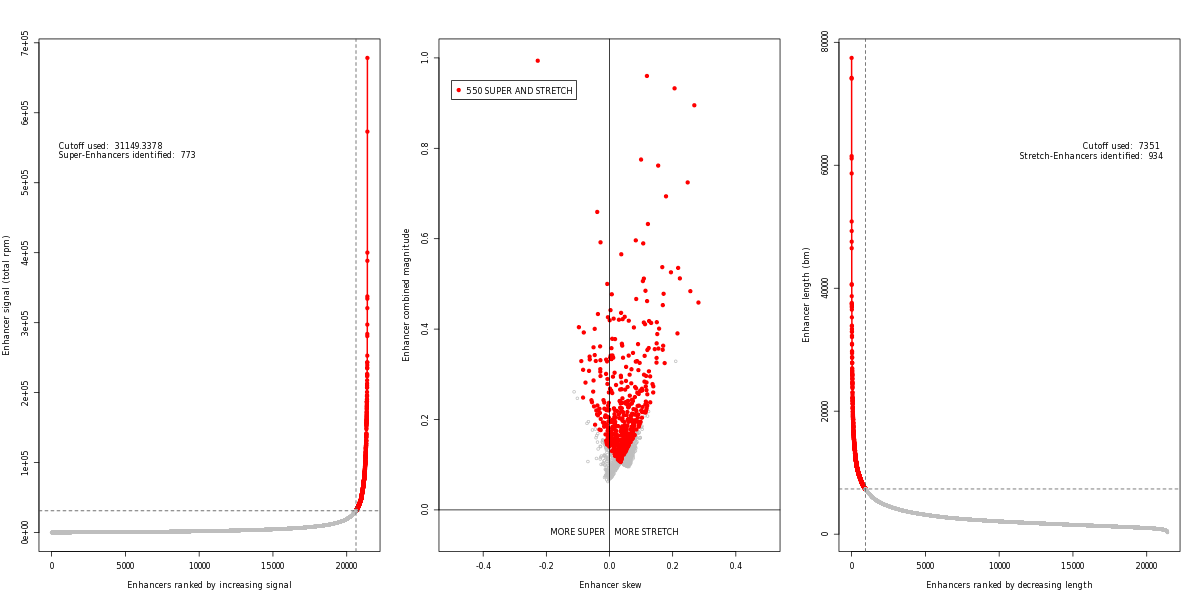 7e+05
6e+05
5e+05
4e+05
3e+05
2e+05
1e+05
0e+00
Enhancer signal (total rpm)
Cutoff used: 31149.3378
Super-Enhancers identified: 773
0 5000 10000 15000 20000
Enhancers ranked by increasing signal
1.0
0.8
0.6
0.4
0.2
0.0
Enhancer combined magnitude
550 SUPER AND STRETCH
MORE SUPER MORE STRETCH
-0.4 -0.2 0.0 0.2 0.4
Enhancer skew
80000
60000
40000
20000
0
Enhancer length (bm)
Cutoff used: 7351
Stretch-Enhancers identified: 934
0 5000 10000 15000 20000
Enhancers ranked by decreasing length